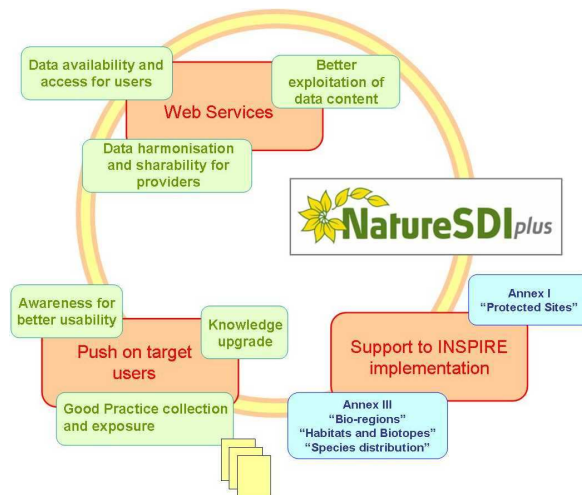 Data availability and
access for users
Better
exploitation of
data content
Web Services
Data harmonisation
and sharability for
providers
NatureSDIplus
Awareness for
better usability
Knowledge
upgrade
Push on target
users
Good Practice collection
and exposure
Annex I
“Protected Sites”
Support to INSPIRE
implementation
Annex III
“Bio-regions”
“Habitats and Biotopes”
“Species distribution”